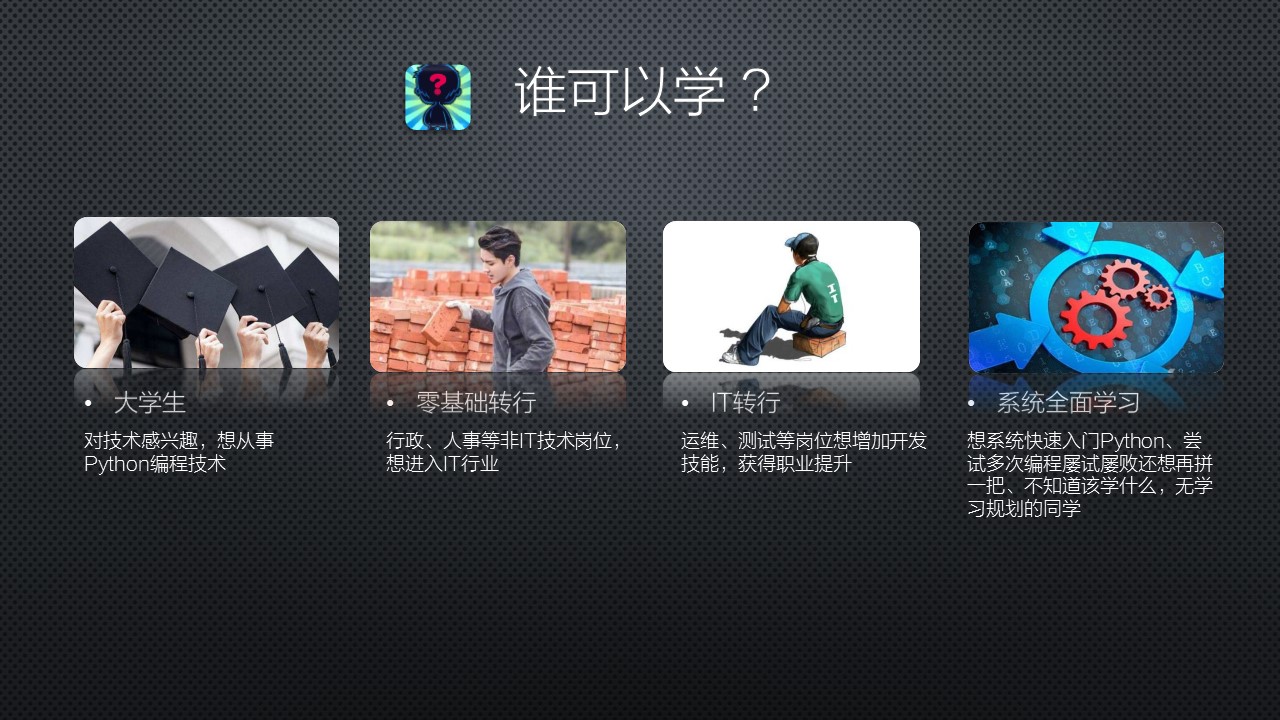 谁可以学？
• 大学生
对技术感兴趣，想从事
Python编程技术
• 零基础转行
行政、人事等非IT技术岗位，
想进入IT行业
IT
• IT转行
运维、测试等岗位想增加开发
技能，获得职业提升
• 系统全面学习
想系统快速入门Python、尝
试多次编程屡试屡败还想再拼
一把、不知道该学什么，无学
习规划的同学